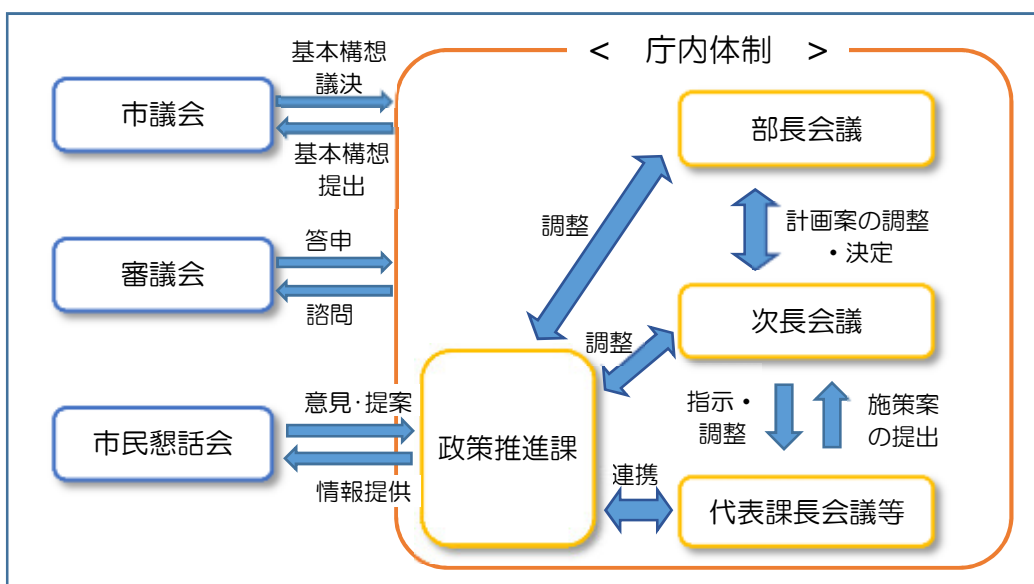 < 庁内体制 >
基本構想
議決
市議会
基本構想
提出
答申
審議会
諮問
意見・提案
市民懇話会
情報提供
政策推進課
部長会議
調整
計画案の調整
・決定
次長会議
調整
指示・
調整
施策案
の提出
連携
代表課長会議等